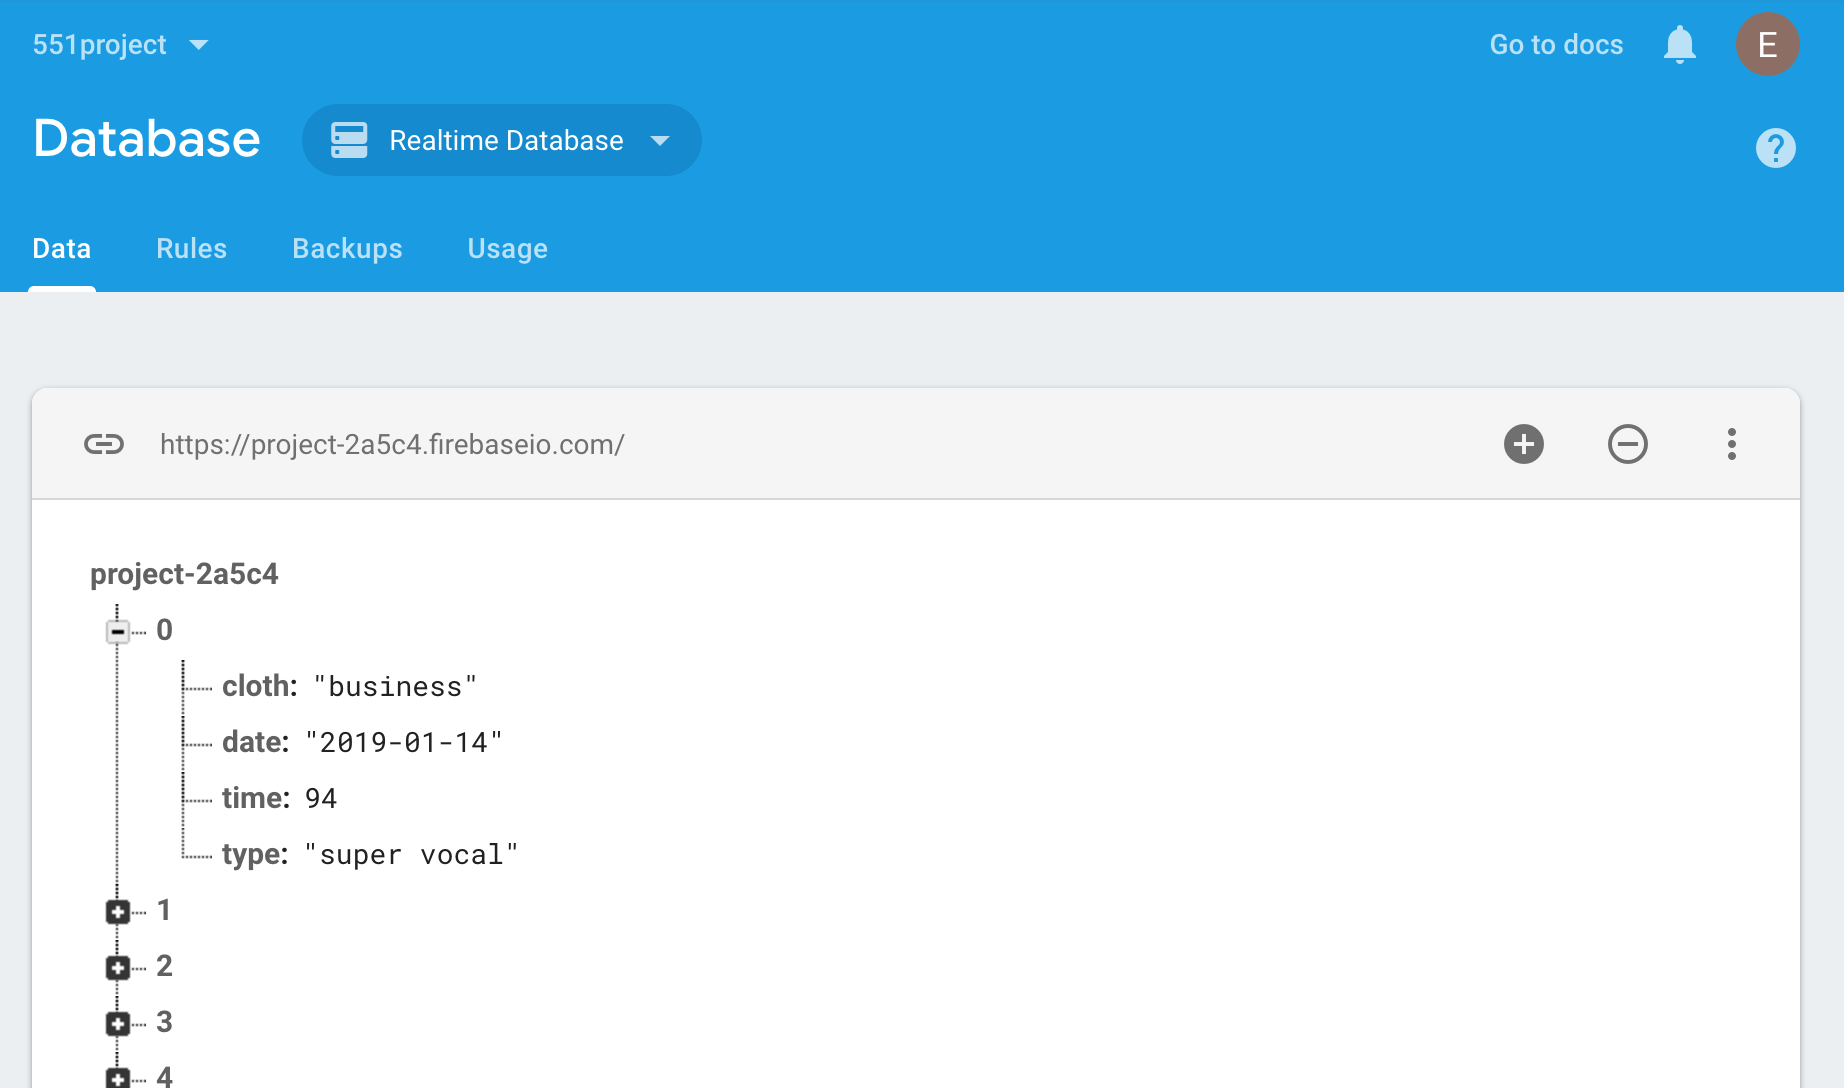 551project
Go to docs
E
Database
Realtime Database
?
Data
Rules
Backups
Usage
https://project-2a5c4.firebaseio.com/
project-2a5c4
0
cloth: "business"
date: "2019-01-14"
time: 94
type: "super vocal"
1
2
3
4